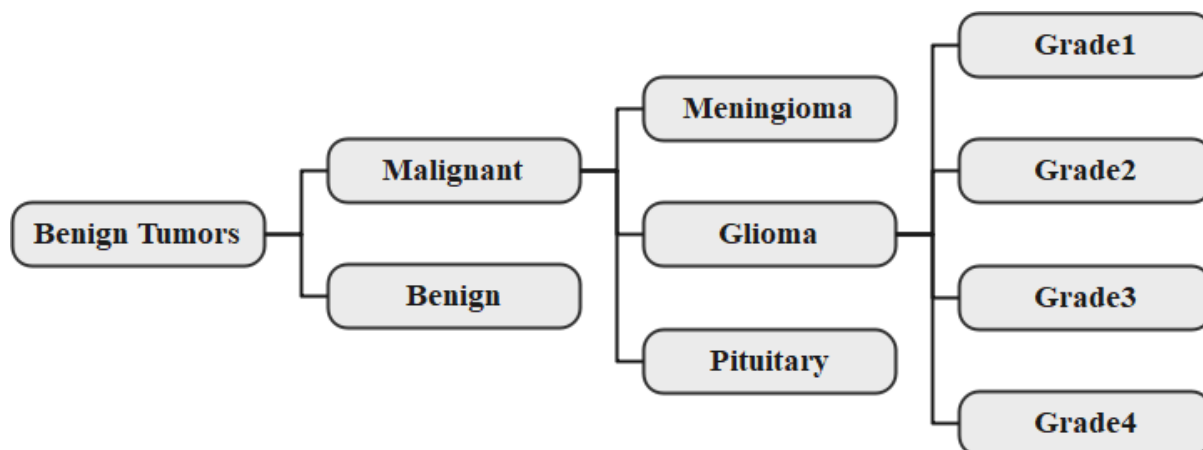 Benign Tumors
Malignant
Benign
Meningioma
Glioma
Pituitary
Grade1
Grade2
Grade3
Grade4